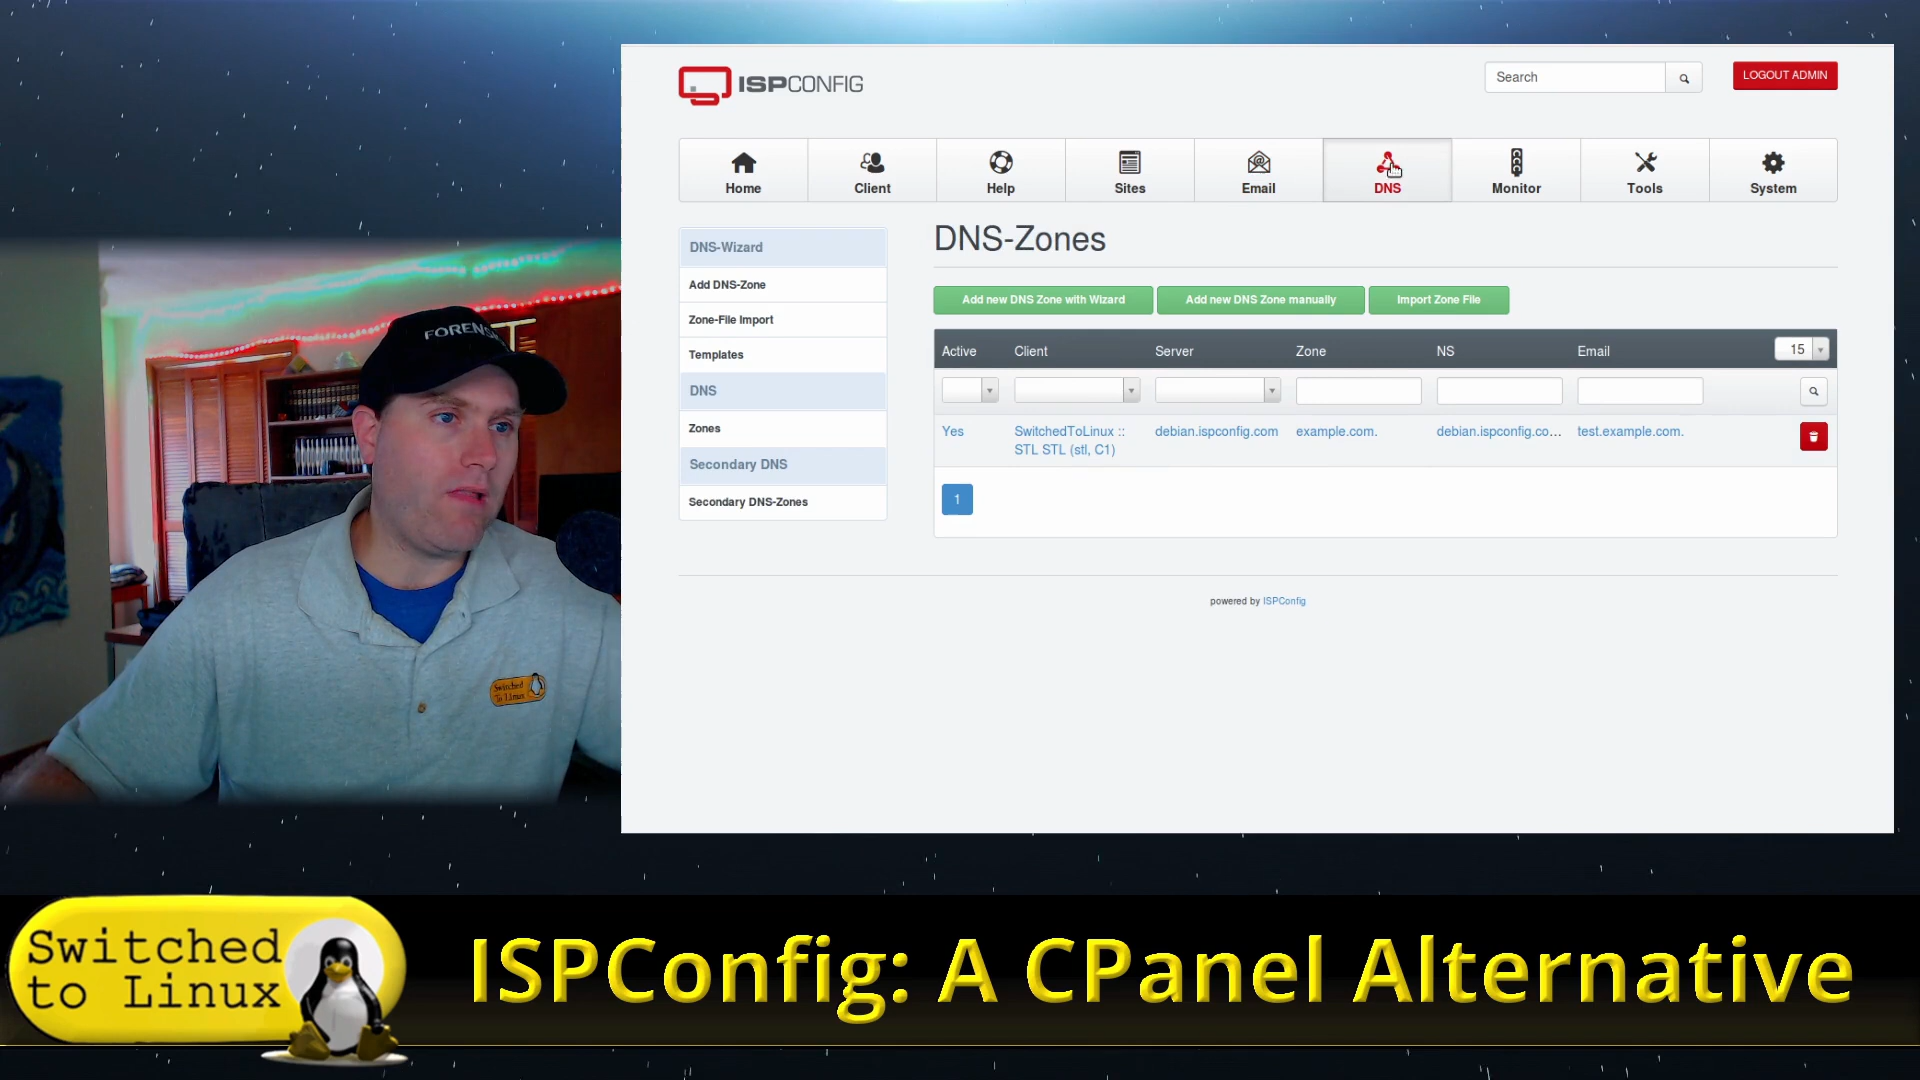 ISPCONFIG
Search
LOGOUT ADMIN
Home
Client
Help
Sites
Email
DNS
Monitor
Tools
System
DNS-Wizard
Add DNS-Zone
Zone-File Import
Templates
DNS
Zones
Secondary DNS
Secondary DNS-Zones
DNS-Zones
Add new DNS Zone with Wizard
Add new DNS Zone manually
Import Zone File
Active Client Server Zone NS Email 15
Yes SwitchedToLinux :: debian.ispconfig.com example.com. debian.ispconfig.co... test.example.com.
STL STL (stl, C1)
1
powered by ISPConfig
Switched
To Linux
Switched
to Linux
ISPConfig: A CPanel Alternative